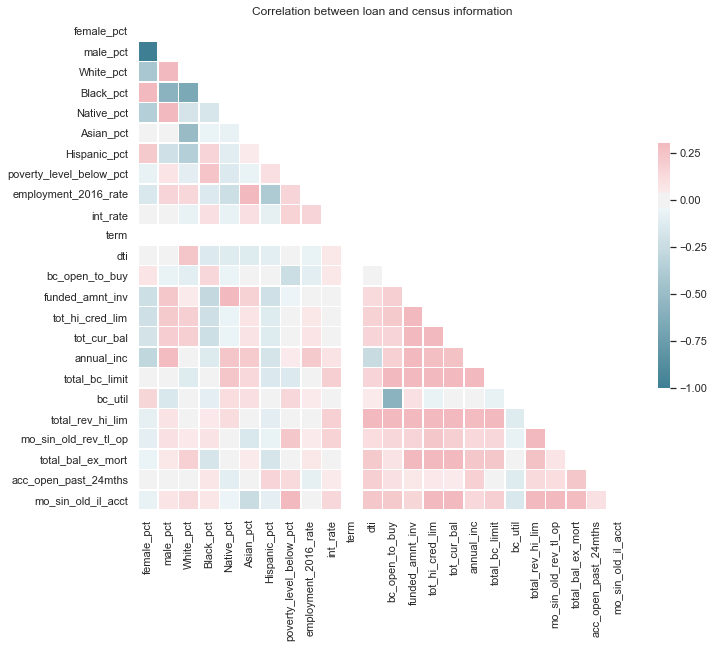 Correlation between loan and census information
female_pct
male_pct
White_pct
Black_pct
Native_pct
Asian_pct
Hispanic_pct
poverty_level_below_pct
employment_2016_rate
int_rate
term
dti
bc_open_to_buy
funded_amnt_inv
tot_hi_cred_lim
tot_cur_bal
annual_inc
total_bc_limit
bc_util
total_rev_hi_lim
mo_sin_old_rev_tl_op
total_bal_ex_mort
acc_open_past_24mths
mo_sin_old_il_acct
female_pct
male_pct
White_pct
Black_pct
Native_pct
Asian_pct
Hispanic_pct
poverty_level_below_pct
employment_2016_rate
int_rate
term
dti
bc_open_to_buy
funded_amnt_inv
tot_hi_cred_lim
tot_cur_bal
annual_inc
total_bc_limit
bc_util
total_rev_hi_lim
mo_sin_old_rev_tl_op
total_bal_ex_mort
acc_open_past_24mths
mo_sin_old_il_acct
0.25
0.00
−0.25
−0.50
−0.75
−1.00